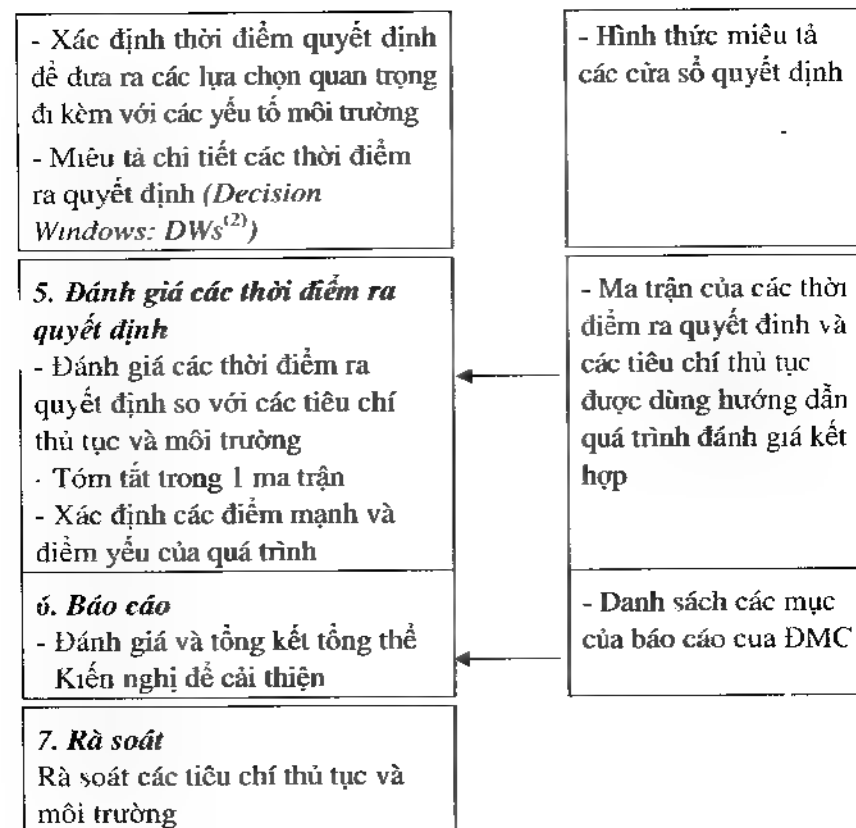 - Xác định thời điểm quyết định
để đưa ra các lựa chọn quan trọng
đi kèm với các yếu tố môi trường
- Miêu tả chi tiết các thời điểm
ra quyết định (Decision
Windows: DWs(2))
- Hình thức miêu tả
các cửa sổ quyết định
5. Đánh giá các thời điểm ra
quyết định
- Đánh giá các thời điểm ra
quyết định so với các tiêu chí
thủ tục và môi trường
- Tóm tắt trong 1 ma trận
- Xác định các điểm mạnh và
điểm yếu của quá trình
- Ma trận của các thời
điểm ra quyết đinh và
các tiêu chí thủ tục
được dùng hướng dẫn
quá trình đánh giá kết
hợp
6. Báo cáo
- Đánh giá và tổng kết tổng thể
Kiến nghị để cải thiện
- Danh sách các mục
của báo cáo cua ĐMC
7. Rà soát
Rà soát các tiêu chí thủ tục và
môi trường